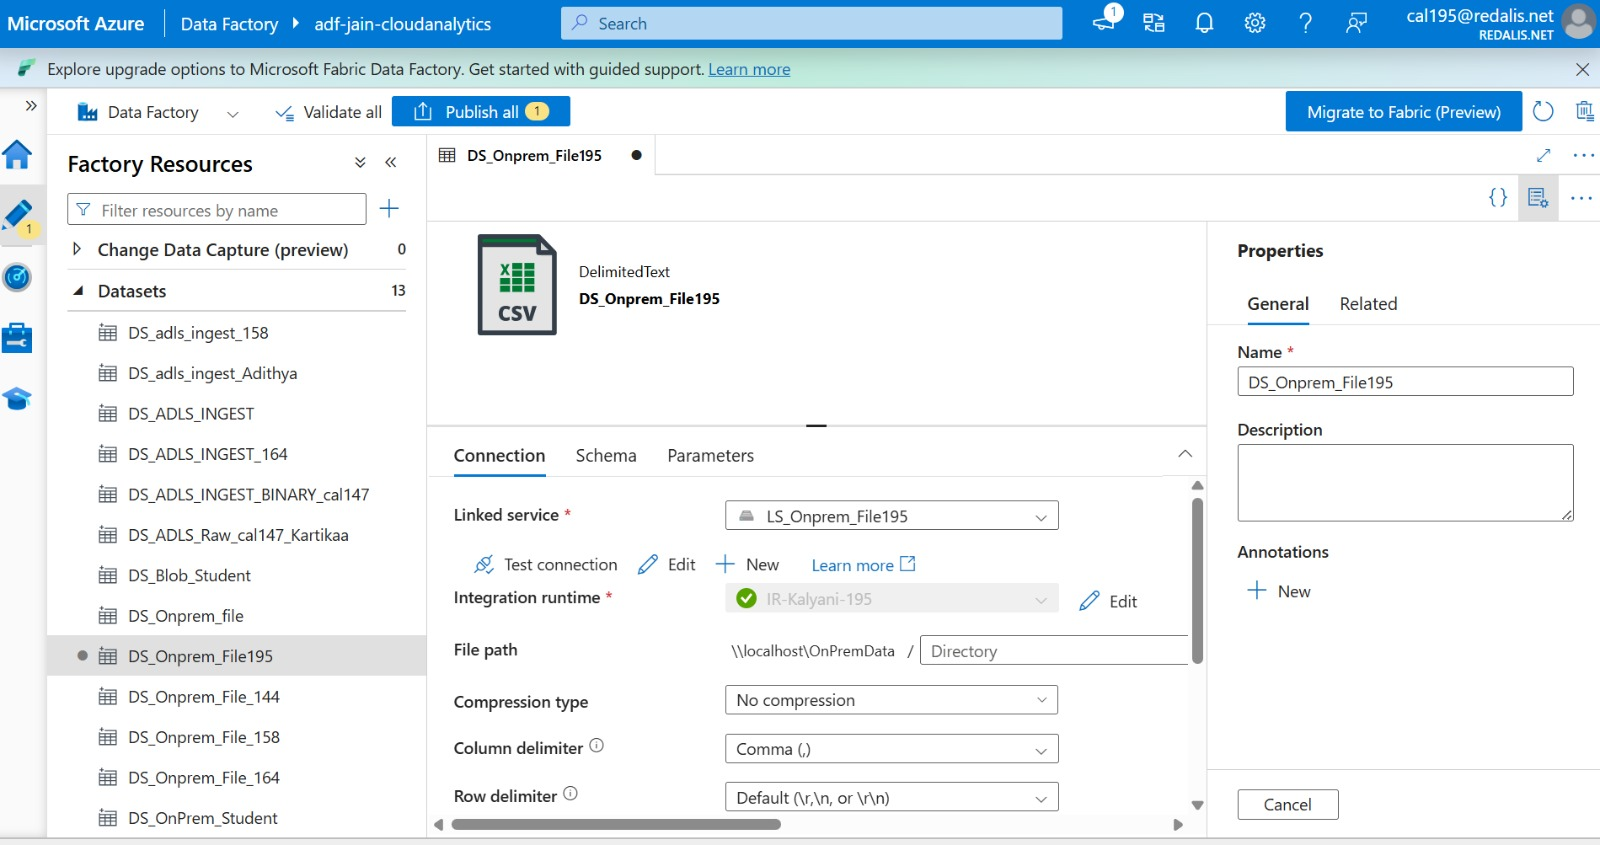 Microsoft Azure Data Factory adf-jain-cloudanalytics Search 1 cal195@redalis.net
REDALIS.NET
Explore upgrade options to Microsoft Fabric Data Factory. Get started with guided support. Learn more
Data Factory Validate all Publish all 1 Migrate to Fabric (Preview)
Factory Resources
Filter resources by name
1
Change Data Capture (preview) 0
Datasets 13
DS_adls_ingest_158
DS_adls_ingest_Adithya
DS_ADLS_INGEST
DS_ADLS_INGEST_164
DS_ADLS_INGEST_BINARY_cal147
DS_ADLS_Raw_cal147_Kartikaa
DS_Blob_Student
DS_Onprem_file
DS_Onprem_File195
DS_Onprem_File_144
DS_Onprem_File_158
DS_Onprem_File_164
DS_OnPrem_Student
DS_Onprem_File195
CSV
DelimitedText
DS_Onprem_File195
Connection Schema Parameters
Linked service * LS_Onprem_File195
Test connection Edit New Learn more
Integration runtime * IR-Kalyani-195 Edit
File path \\localhost\OnPremData / Directory
Compression type No compression
Column delimiter Comma (,)
Row delimiter Default (\r,\n, or \r\n)
{}
Properties
General Related
Name *
DS_Onprem_File195
Description
Annotations
New
Cancel